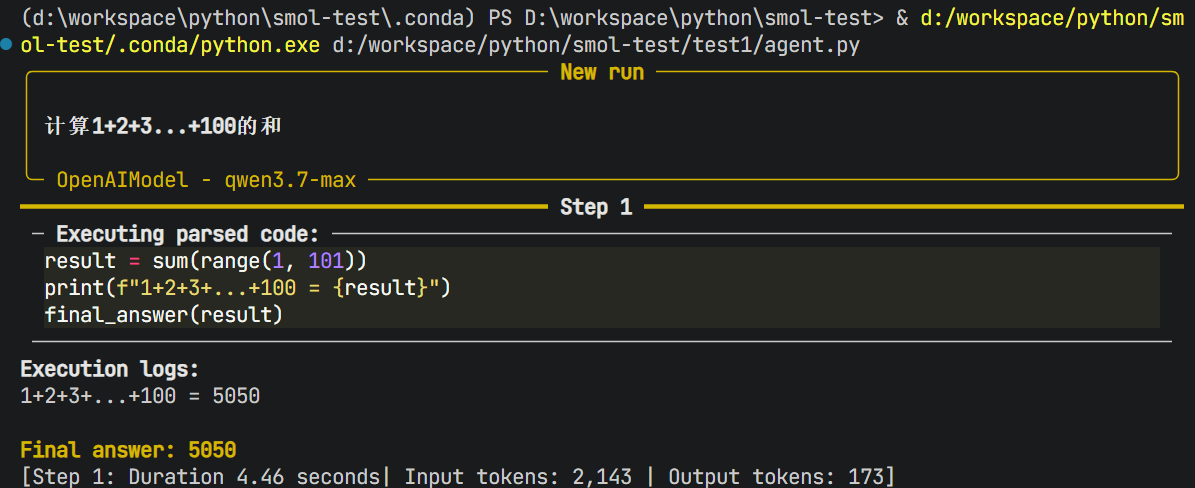 (d:\workspace\python\smol-test\.conda) PS D:\workspace\python\smol-test> & d:/workspace/python/sm
ol-test/.conda/python.exe d:/workspace/python/smol-test/test1/agent.py
New run
计算1+2+3...+100的和
OpenAIModel - qwen3.7-max
Step 1
Executing parsed code:
result = sum(range(1, 101))
print(f"1+2+3+...+100 = {result}")
final_answer(result)
Execution logs:
1+2+3+...+100 = 5050
Final answer: 5050
[Step 1: Duration 4.46 seconds| Input tokens: 2,143 | Output tokens: 173]